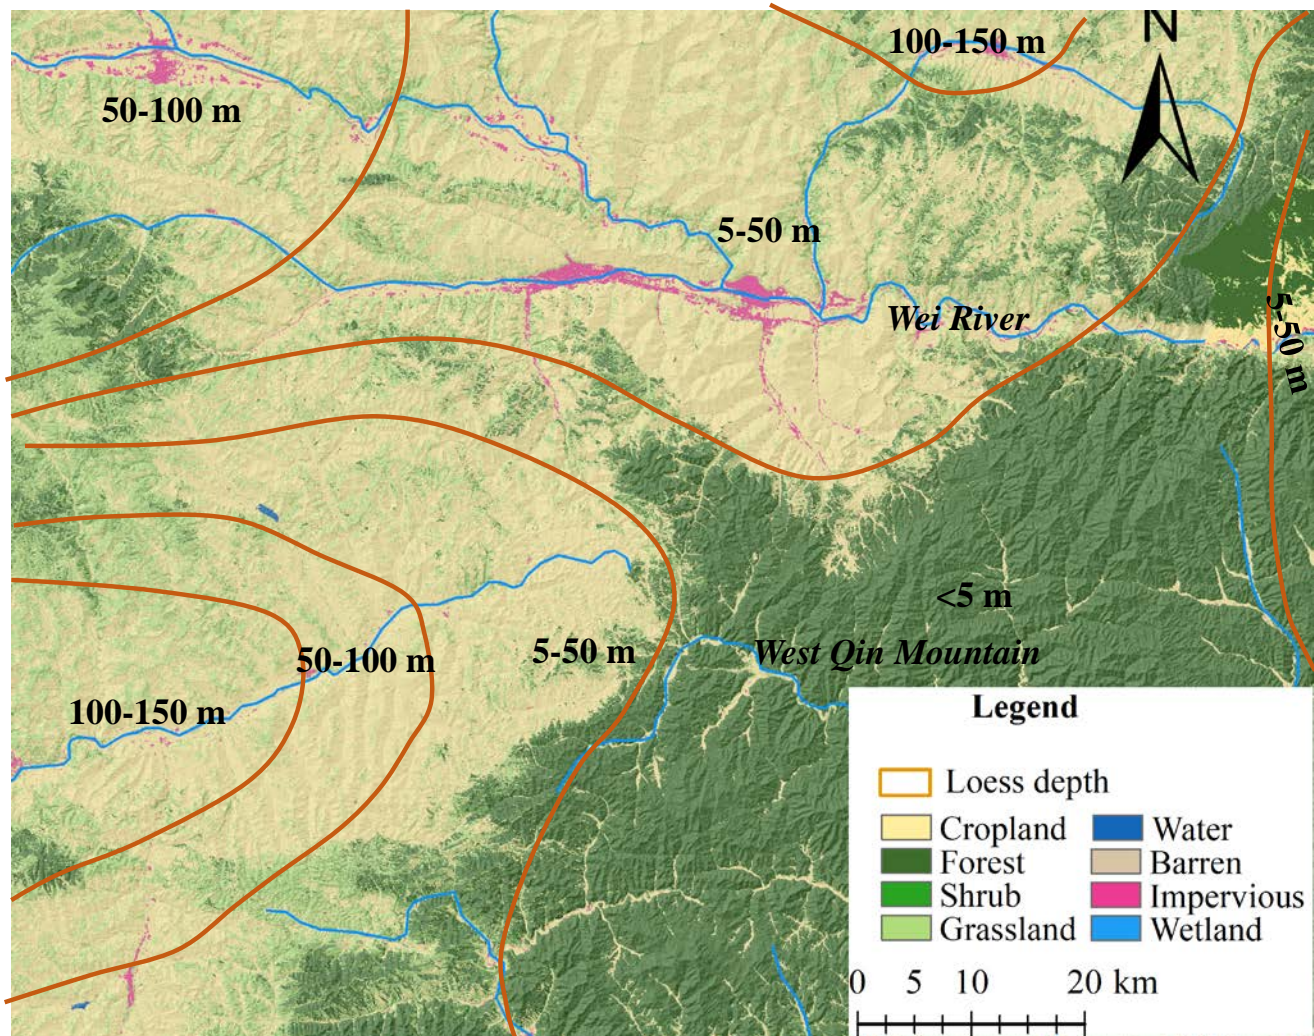 N
100-150 m
50-100 m
5-50 m
Wei River
5-50 m
<5 m
50-100 m
5-50 m
West Qin Mountain
100-150 m
Legend
Loess depth
Cropland
Water
Forest
Barren
Shrub
Impervious
Grassland
Wetland
0 5 10 20 km